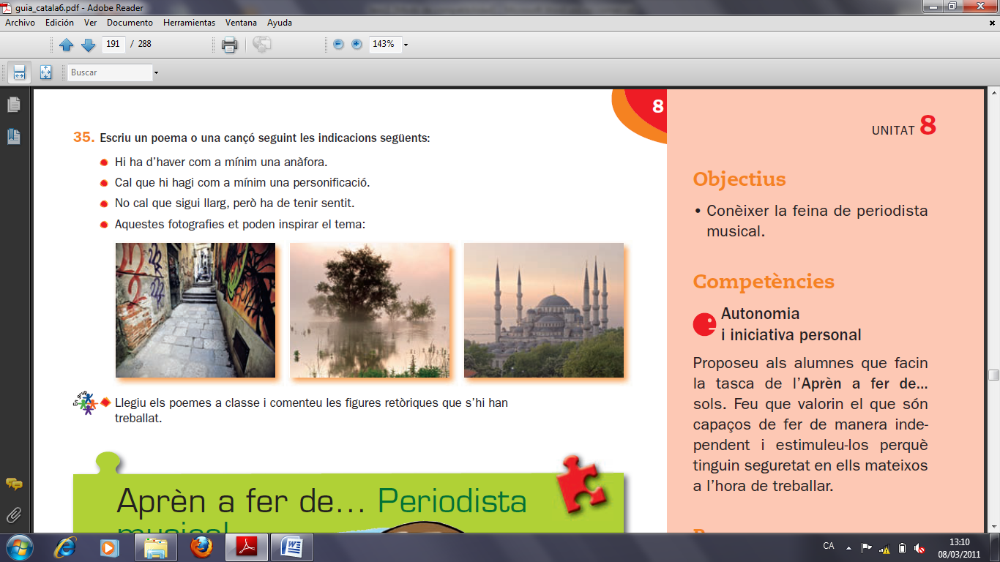 guia_catala6.pdf - Adobe Reader
Archivo Edición Ver Documento Herramientas Ventana Ayuda
191 / 288 143%
Buscar
8
35. Escriu un poema o una cançó seguint les indicacions següents:
Hi ha d'haver com a mínim una anàfora.
Cal que hi hagi com a mínim una personificació.
No cal que sigui llarg, però ha de tenir sentit.
Aquestes fotografies et poden inspirar el tema:
En grup
Llegiu els poemes a classe i comenteu les figures retòriques que s'hi han
treballat.
Aprèn a fer de... Periodista
musical
UNITAT 8
Objectius
• Conèixer la feina de periodista
musical.
Competències
Autonomia
i iniciativa personal
Proposeu als alumnes que facin
la tasca de l'Aprèn a fer de...
sols. Feu que valorin el que són
capaços de fer de manera inde-
pendent i estimuleu-los perquè
tinguin seguretat en ells mateixos
a l'hora de treballar.
CA 13:10
08/03/2011